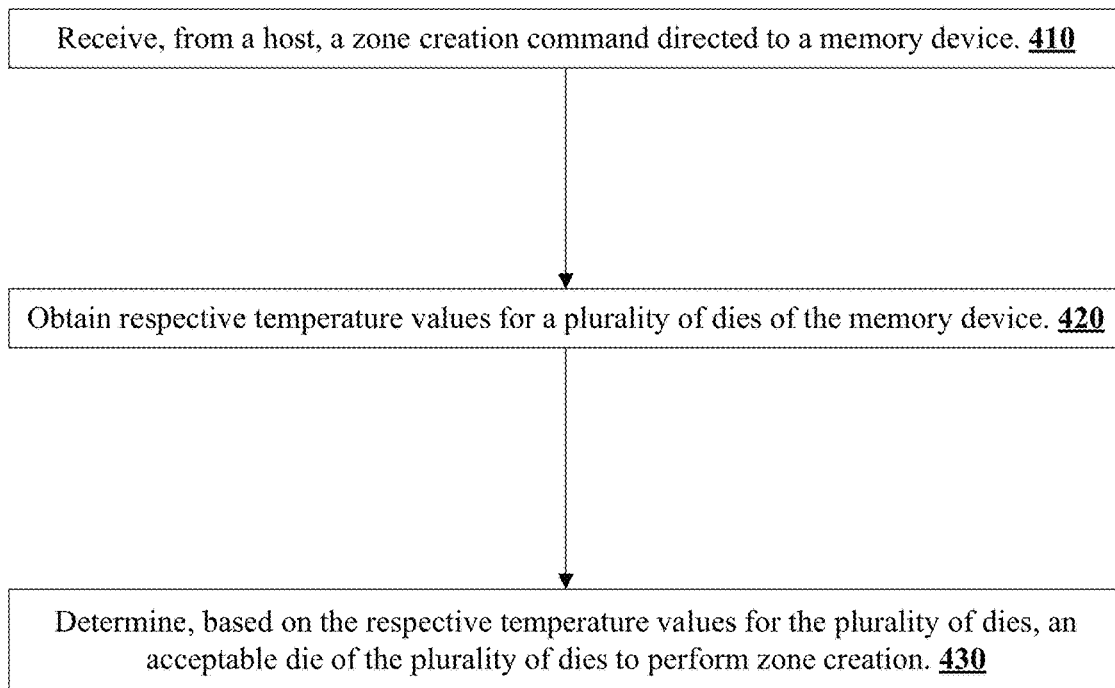 Receive, from a host, a zone creation command directed to a memory device. 410
Obtain respective temperature values for a plurality of dies of the memory device. 420
Determine, based on the respective temperature values for the plurality of dies, an
acceptable die of the plurality of dies to perform zone creation. 430